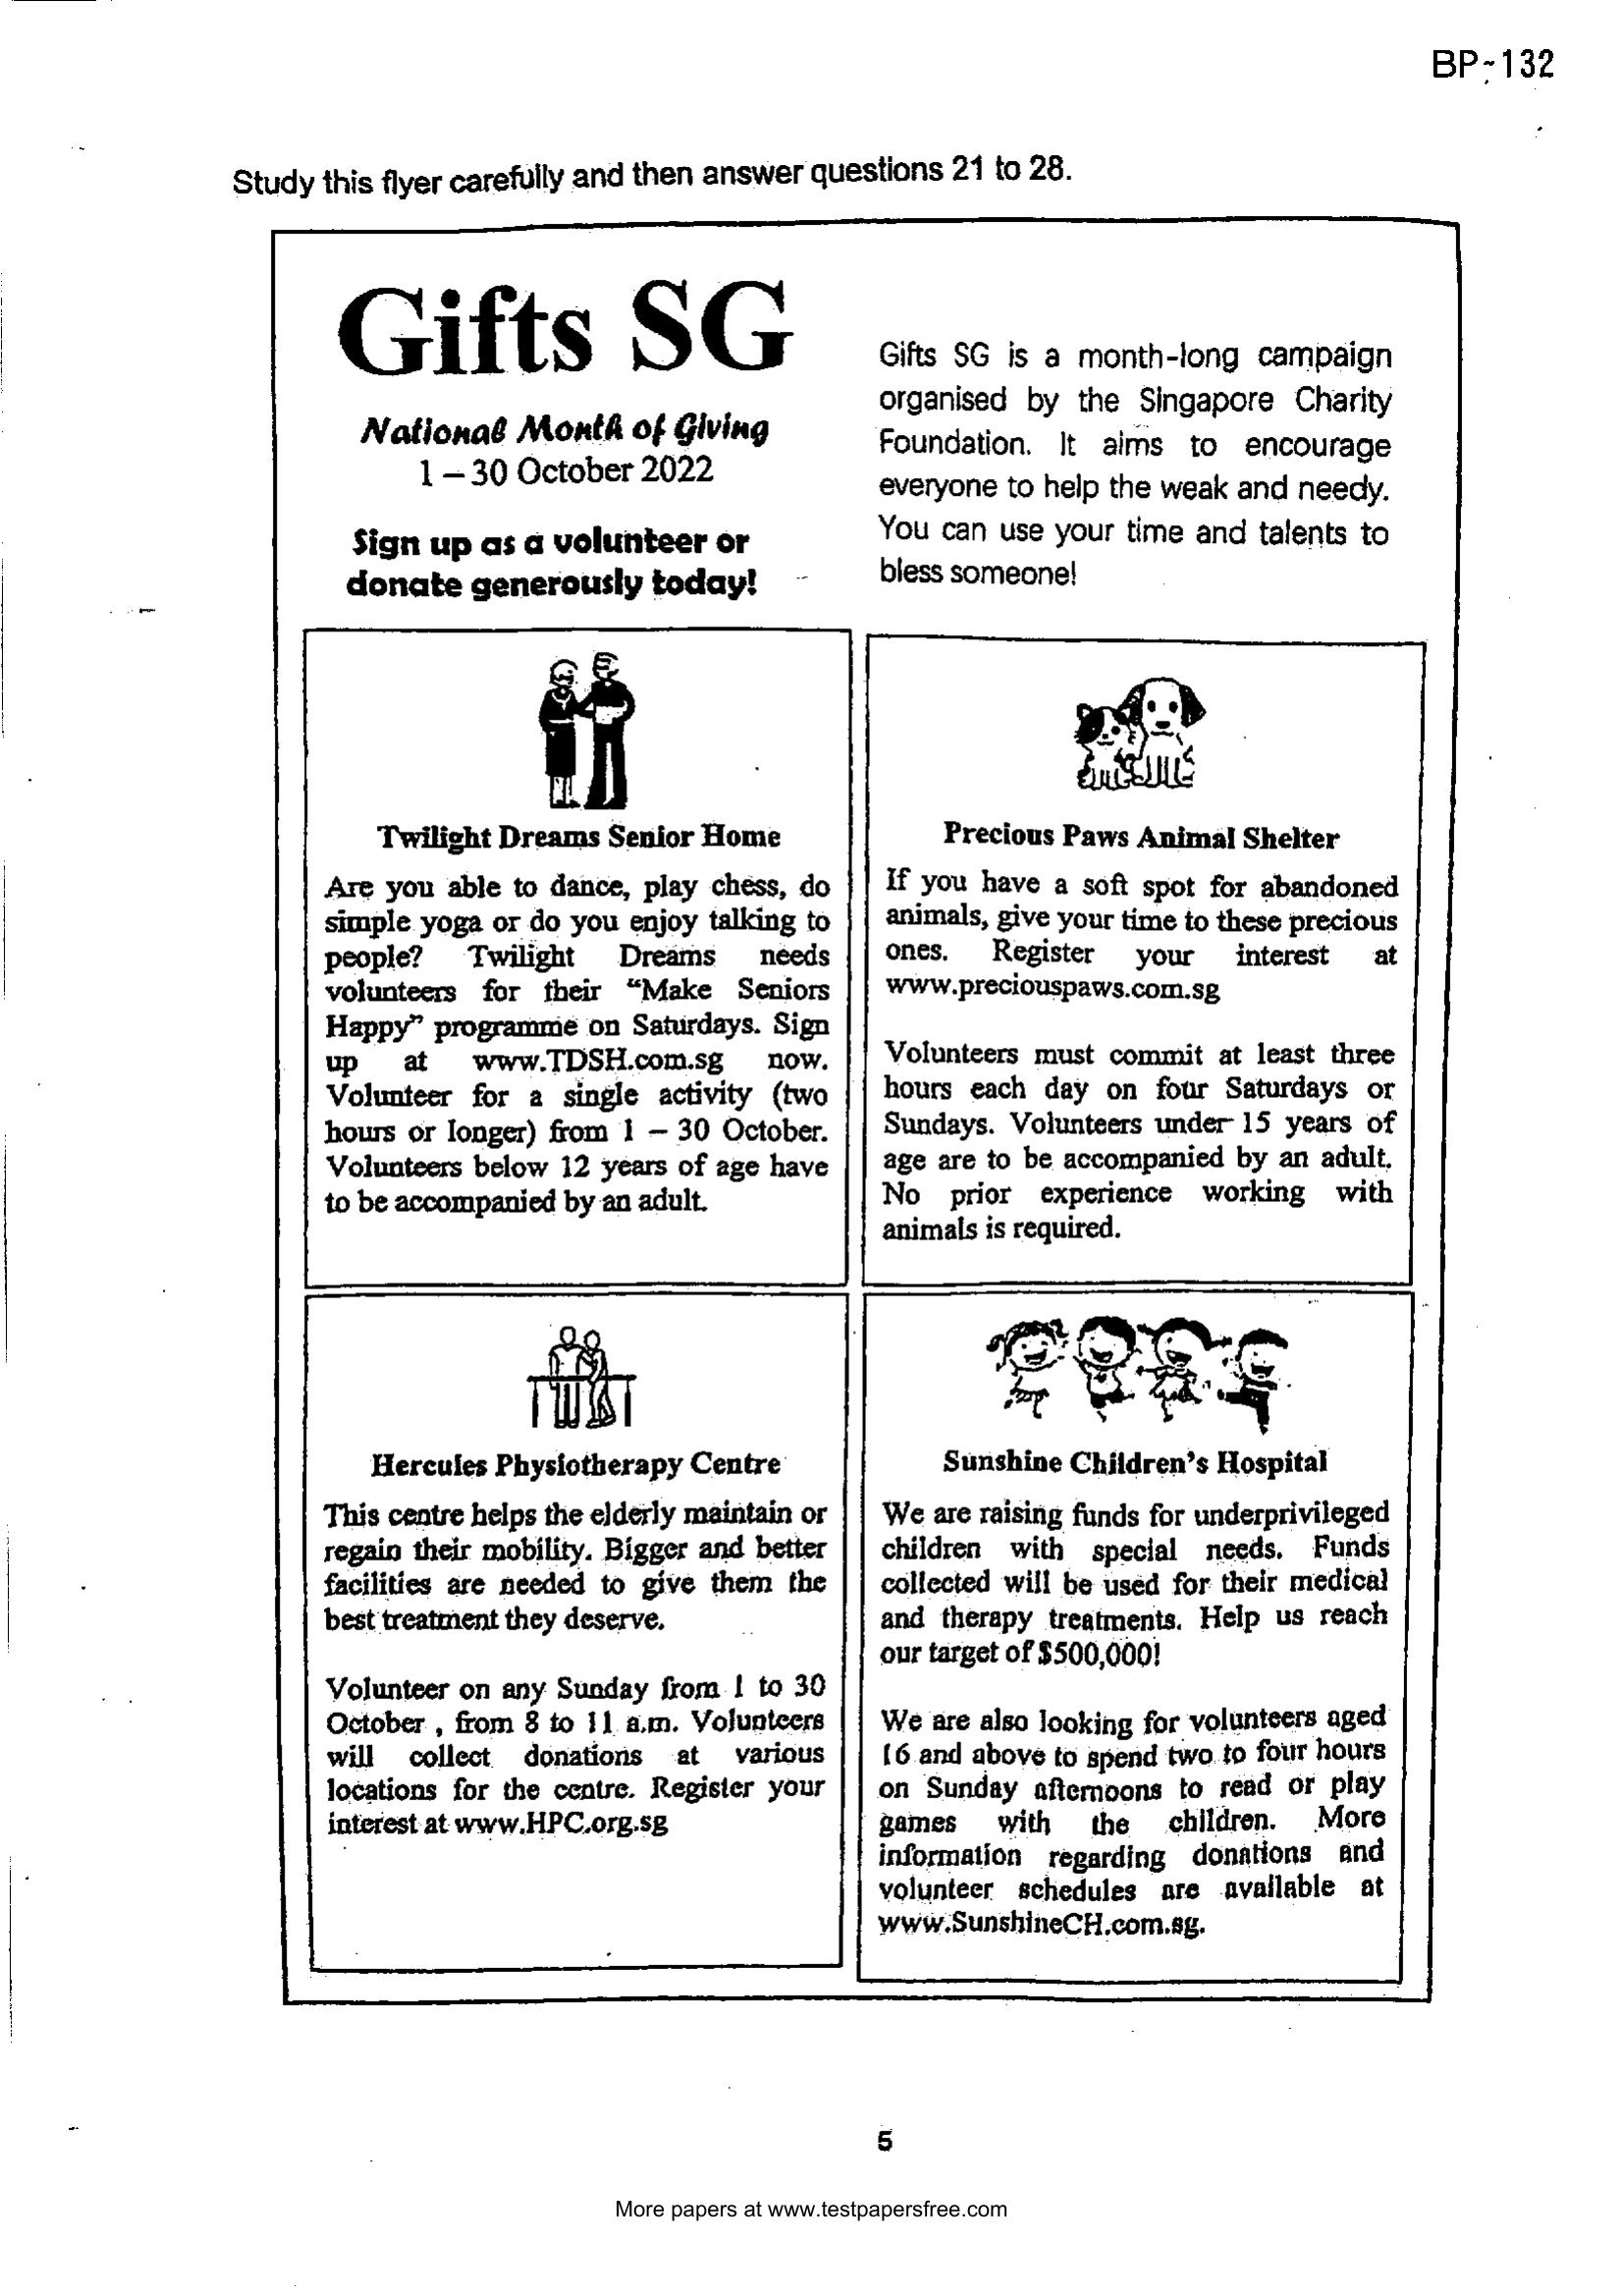 BP-132
Study this flyer carefully and then answer questions 21 to 28.
Gifts SG
National Month of Giving
1 – 30 October 2022
Sign up as a volunteer or
donate generously today!
Gifts SG is a month-long campaign
organised by the Singapore Charity
Foundation. It aims to encourage
everyone to help the weak and needy.
You can use your time and talents to
bless someone!
Twilight Dreams Senior Home
Are you able to dance, play chess, do
simple yoga or do you enjoy talking to
people? Twilight Dreams needs
volunteers for their “Make Seniors
Happy” programme on Saturdays. Sign
up at www.TDSH.com.sg now.
Volunteer for a single activity (two
hours or longer) from 1 – 30 October.
Volunteers below 12 years of age have
to be accompanied by an adult.
Precious Paws Animal Shelter
If you have a soft spot for abandoned
animals, give your time to these precious
ones. Register your interest at
www.preciouspaws.com.sg
Volunteers must commit at least three
hours each day on four Saturdays or
Sundays. Volunteers under 15 years of
age are to be accompanied by an adult.
No prior experience working with
animals is required.
Hercules Physiotherapy Centre
This centre helps the elderly maintain or
regain their mobility. Bigger and better
facilities are needed to give them the
best treatment they deserve.
Volunteer on any Sunday from 1 to 30
October , from 8 to 11 a.m. Volunteers
will collect donations at various
locations for the centre. Register your
interest at www.HPC.org.sg
Sunshine Children's Hospital
We are raising funds for underprivileged
children with special needs. Funds
collected will be used for their medical
and therapy treatments. Help us reach
our target of $500,000!
We are also looking for volunteers aged
16 and above to spend two to four hours
on Sunday afternoons to read or play
games with the children. More
information regarding donations and
volunteer schedules are available at
www.SunshineCH.com.sg.
5
More papers at www.testpapersfree.com